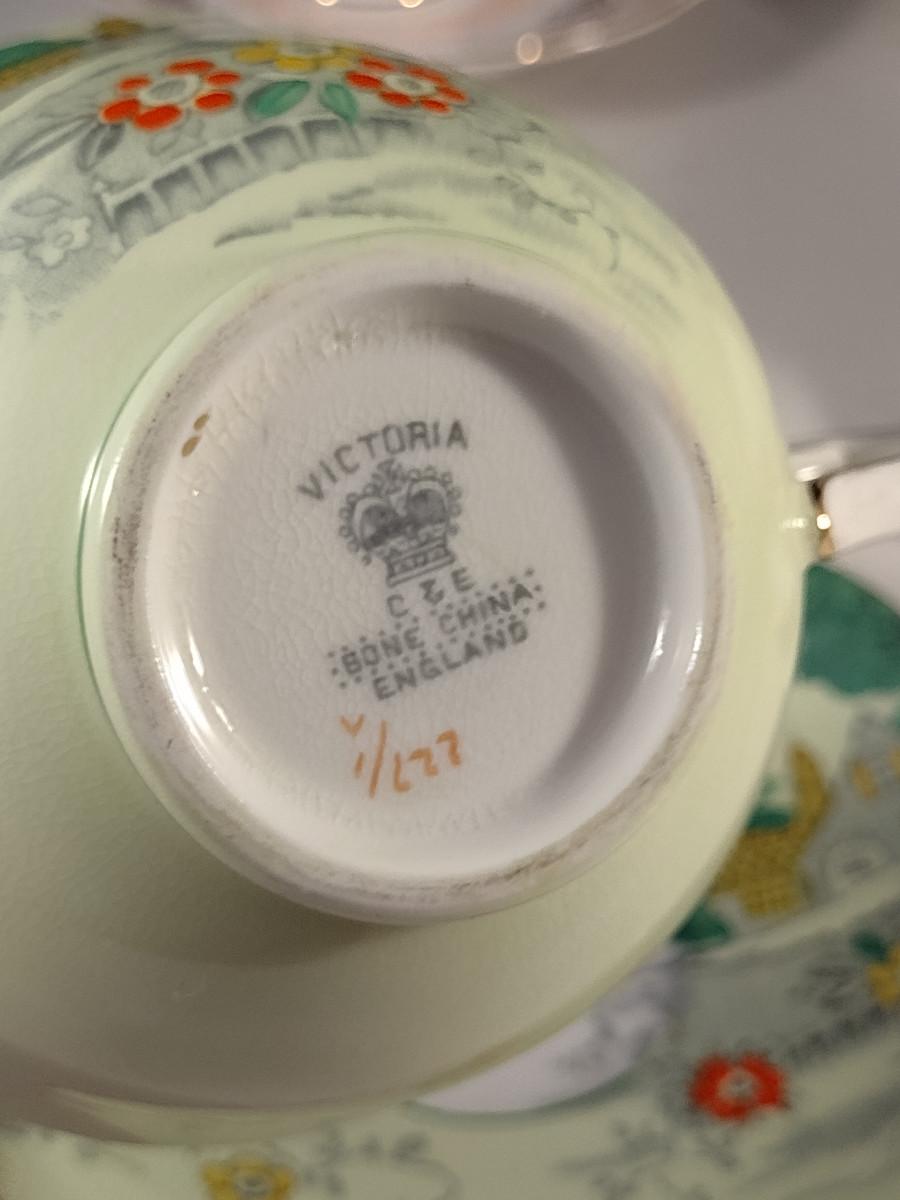 VICTORIA
C & E
BONE CHINA
ENGLAND